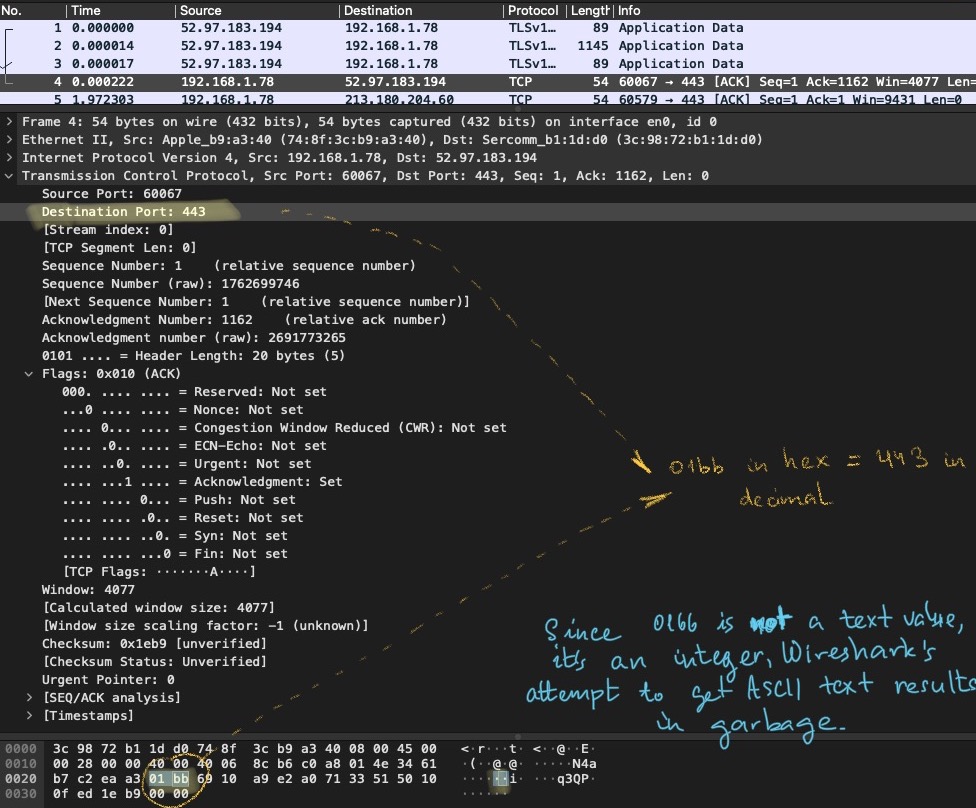 No. Time Source Destination Protocol Length Info
1 0.000000 52.97.183.194 192.168.1.78 TLSv1… 89 Application Data
2 0.000014 52.97.183.194 192.168.1.78 TLSv1… 1145 Application Data
3 0.000017 52.97.183.194 192.168.1.78 TLSv1… 89 Application Data
4 0.000222 192.168.1.78 52.97.183.194 TCP 54 60067 → 443 [ACK] Seq=1 Ack=1162 Win=4077 Len=
5 1.972303 192.168.1.78 213.180.204.60 TCP 54 60579 → 443 [ACK] Seq=1 Ack=1 Win=9431 Len=0
Frame 4: 54 bytes on wire (432 bits), 54 bytes captured (432 bits) on interface en0, id 0
Ethernet II, Src: Apple_b9:a3:40 (74:8f:3c:b9:a3:40), Dst: Sercomm_b1:1d:d0 (3c:98:72:b1:1d:d0)
Internet Protocol Version 4, Src: 192.168.1.78, Dst: 52.97.183.194
Transmission Control Protocol, Src Port: 60067, Dst Port: 443, Seq: 1, Ack: 1162, Len: 0
Source Port: 60067
Destination Port: 443
[Stream index: 0]
[TCP Segment Len: 0]
Sequence Number: 1 (relative sequence number)
Sequence Number (raw): 1762699746
[Next Sequence Number: 1 (relative sequence number)]
Acknowledgment Number: 1162 (relative ack number)
Acknowledgment number (raw): 2691773265
0101 .... = Header Length: 20 bytes (5)
Flags: 0x010 (ACK)
000. .... .... = Reserved: Not set
...0 .... .... = Nonce: Not set
.... 0... .... = Congestion Window Reduced (CWR): Not set
.... .0.. .... = ECN-Echo: Not set
.... ..0. .... = Urgent: Not set
.... ...1 .... = Acknowledgment: Set
.... .... 0... = Push: Not set
.... .... .0.. = Reset: Not set
.... .... ..0. = Syn: Not set
.... .... ...0 = Fin: Not set
[TCP Flags: ·······A····]
Window: 4077
[Calculated window size: 4077]
[Window size scaling factor: -1 (unknown)]
Checksum: 0x1eb9 [unverified]
[Checksum Status: Unverified]
Urgent Pointer: 0
[SEQ/ACK analysis]
[Timestamps]
01bb in hex = 443 in
decimal
Since 01bb is not a text value,
it's an integer, Wireshark's
attempt to get ASCII text results
in garbage.
0000 3c 98 72 b1 1d d0 74 8f 3c b9 a3 40 08 00 45 00 <·r···t· <··@··E·
0010 00 28 00 00 40 00 40 06 8c b6 c0 a8 01 4e 34 61 ·(··@·@· ·····N4a
0020 b7 c2 ea a3 01 bb 69 10 a9 e2 a0 71 33 51 50 10 ······i· ···q3QP·
0030 0f ed 1e b9 00 00 ······